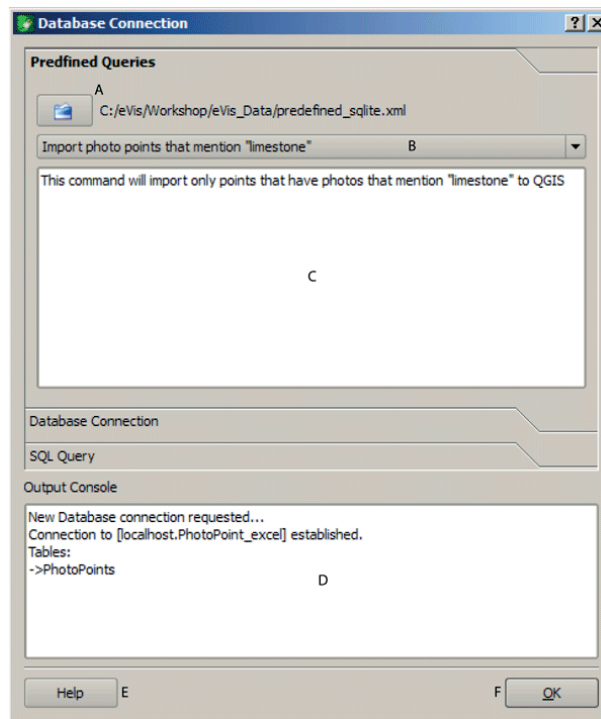 Database Connection
Predfined Queries
A
C:/eVis/Workshop/eVis_Data/predefined_sqlite.xml
Import photo points that mention "limestone" B
This command will import only points that have photos that mention "limestone" to QGIS
C
Database Connection
SQL Query
Output Console
New Database connection requested...
Connection to [localhost.PhotoPoint_excel] established.
Tables:
->PhotoPoints
D
Help E F OK